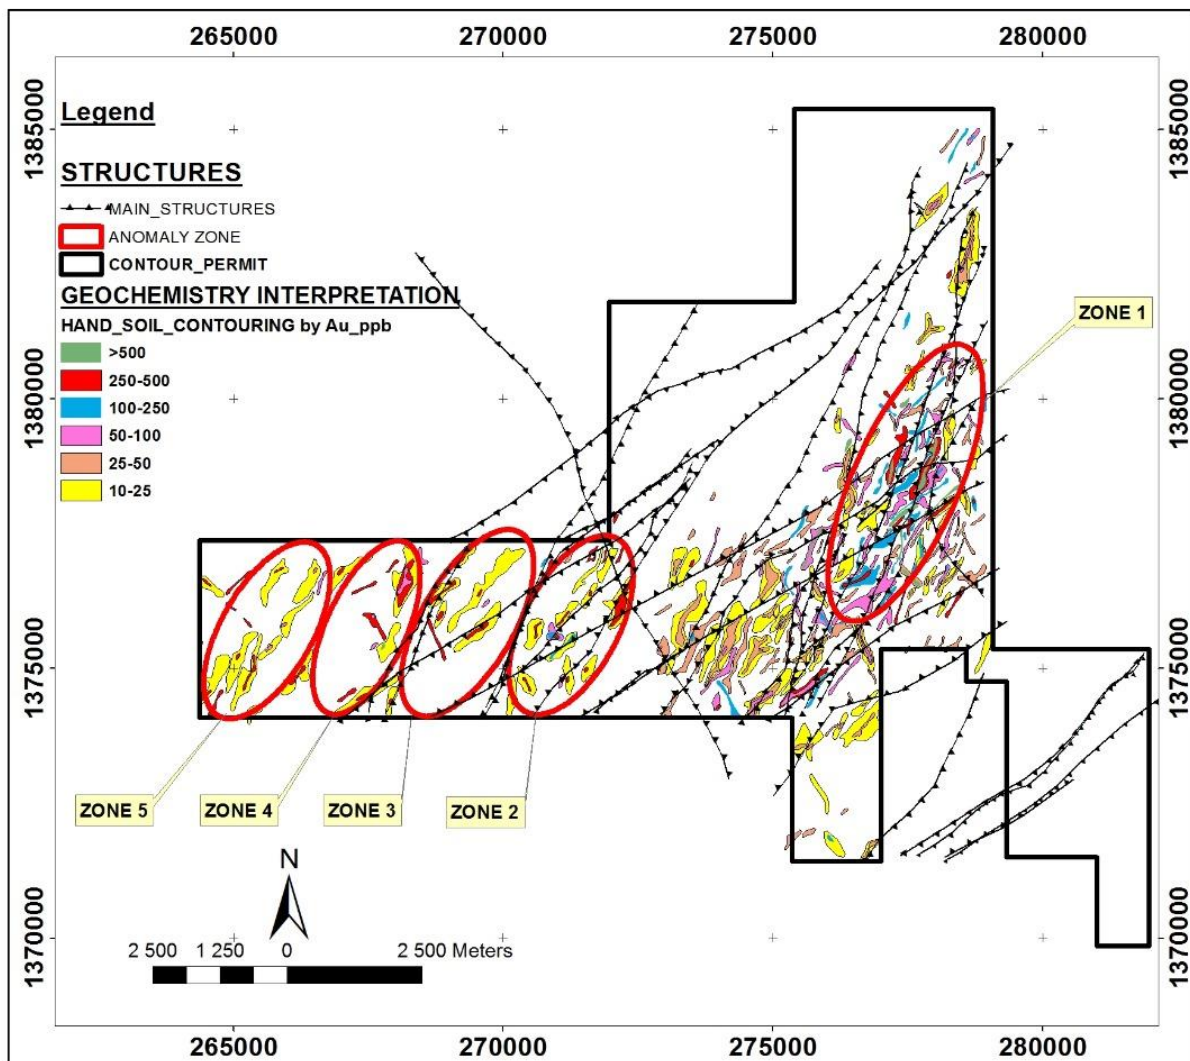 265000 270000 275000 280000
1385000 1385000
Legend
STRUCTURES
MAIN_STRUCTURES
ANOMALY ZONE
CONTOUR_PERMIT
GEOCHEMISTRY INTERPRETATION
HAND_SOIL_CONTOURING by Au_ppb
>500
250-500
100-250
50-100
25-50
10-25
ZONE 1
1380000 1380000
1375000 1375000
ZONE 5 ZONE 4 ZONE 3 ZONE 2
N
1370000 1370000
2 500 1 250 0 2 500 Meters
265000 270000 275000 280000